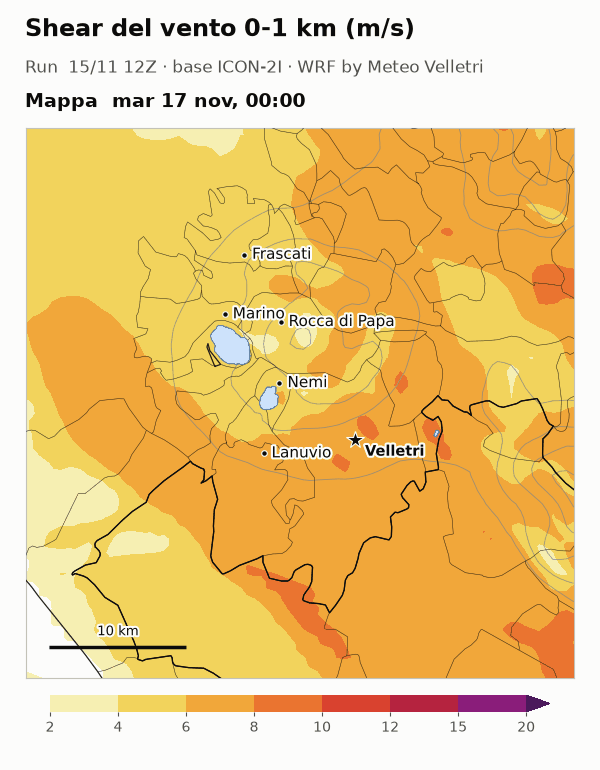 Shear del vento 0-1 km (m/s)
Run  15/11 12Z · base ICON-2I · WRF by Meteo Velletri
Mappa  mar 17 nov, 00:00
Frascati
Marino
Rocca di Papa
Nemi
Velletri
Lanuvio
10 km
2 4 6 8 10 12 15 20